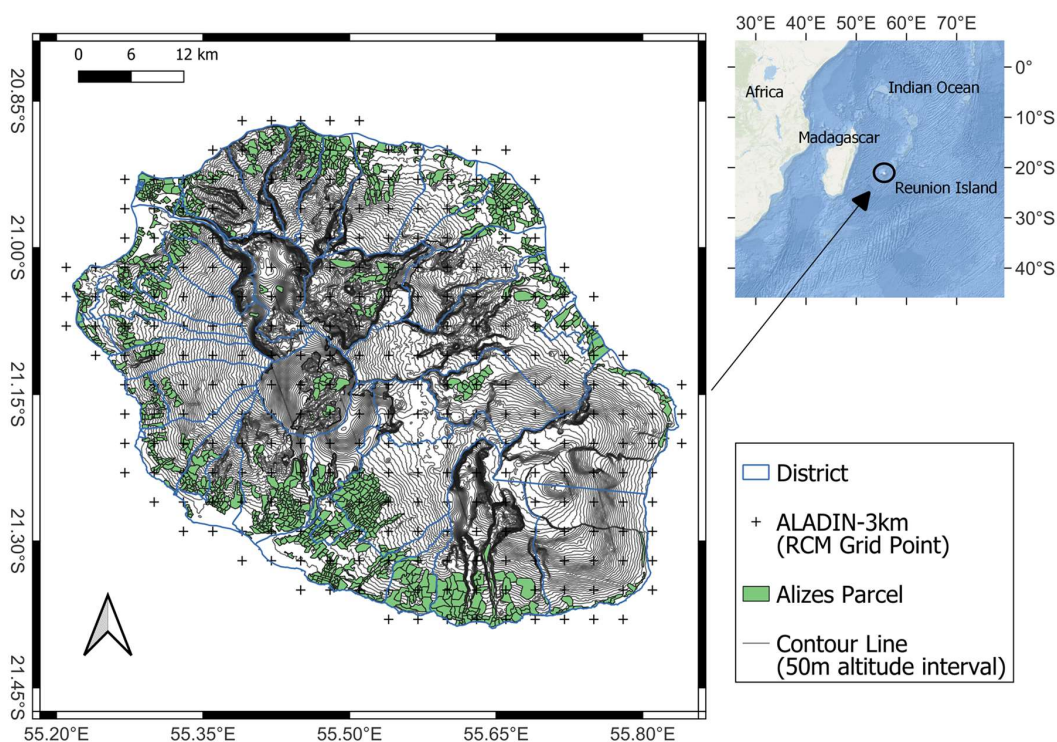 0 6 12 km
20.85°S
21.00°S
21.15°S
21.30°S
21.45°S
55.20°E 55.35°E 55.50°E 55.65°E 55.80°E
30°E 40°E 50°E 60°E 70°E
0°
10°S
20°S
30°S
40°S
Africa
Indian Ocean
Madagascar
Reunion Island
District
ALADIN-3km
(RCM Grid Point)
Alizes Parcel
Contour Line
(50m altitude interval)